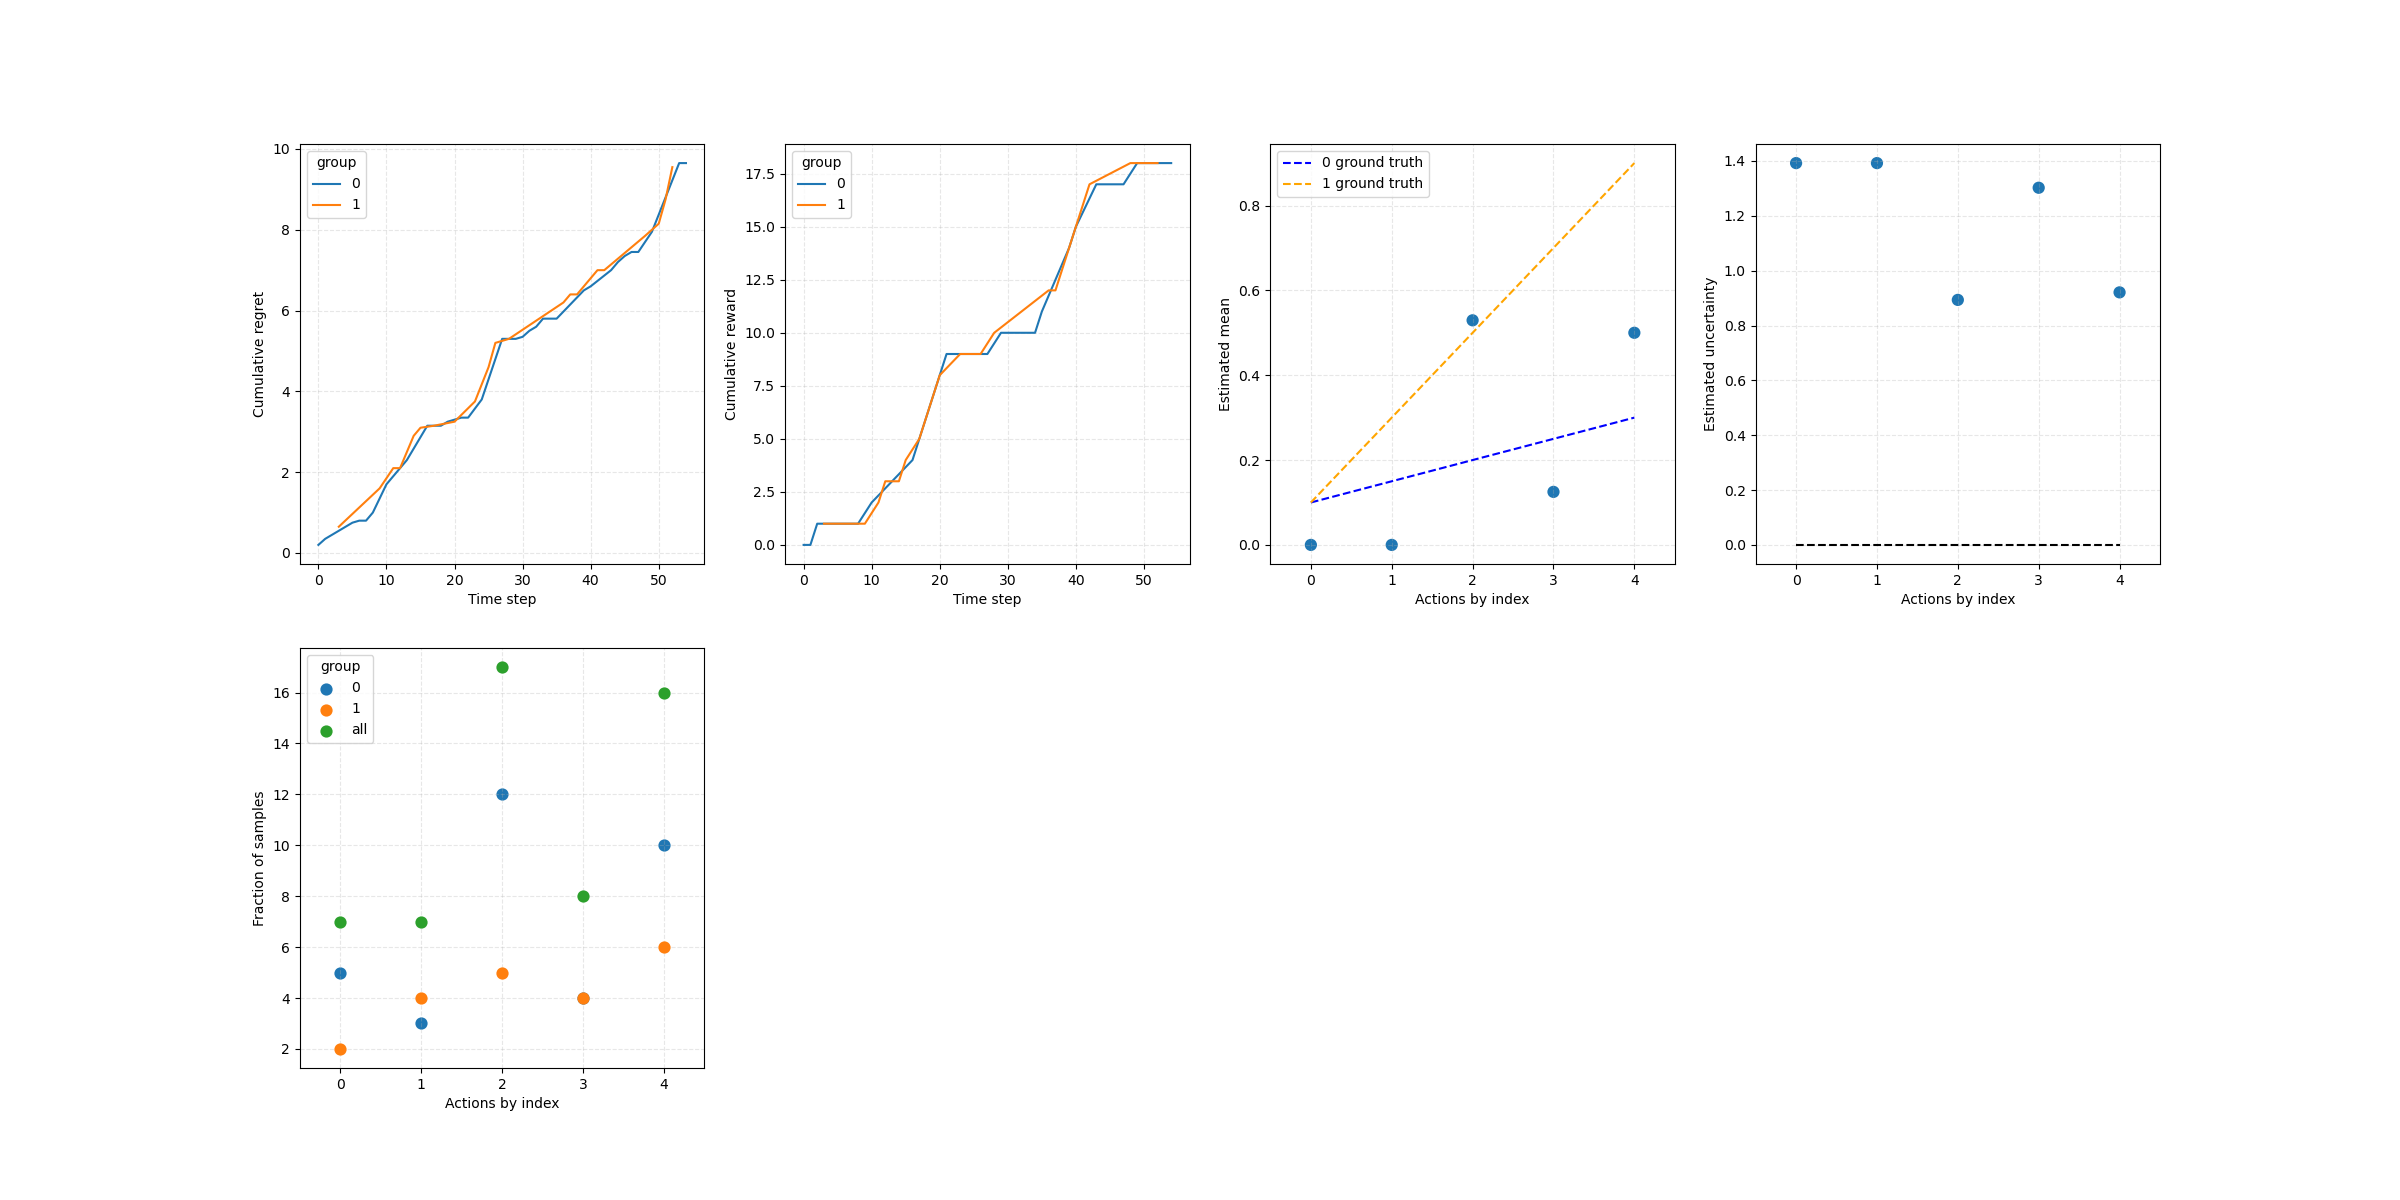 group
0
1
10
8
6
4
2
0
Cumulative regret
0 10 20 30 40 50
Time step
group
0
1
17.5
15.0
12.5
10.0
7.5
5.0
2.5
0.0
Cumulative reward
0 10 20 30 40 50
Time step
0 ground truth
1 ground truth
0.8
0.6
0.4
0.2
0.0
Estimated mean
0 1 2 3 4
Actions by index
1.4
1.2
1.0
0.8
0.6
0.4
0.2
0.0
Estimated uncertainty
0 1 2 3 4
Actions by index
group
0
1
all
16
14
12
10
8
6
4
2
Fraction of samples
0 1 2 3 4
Actions by index